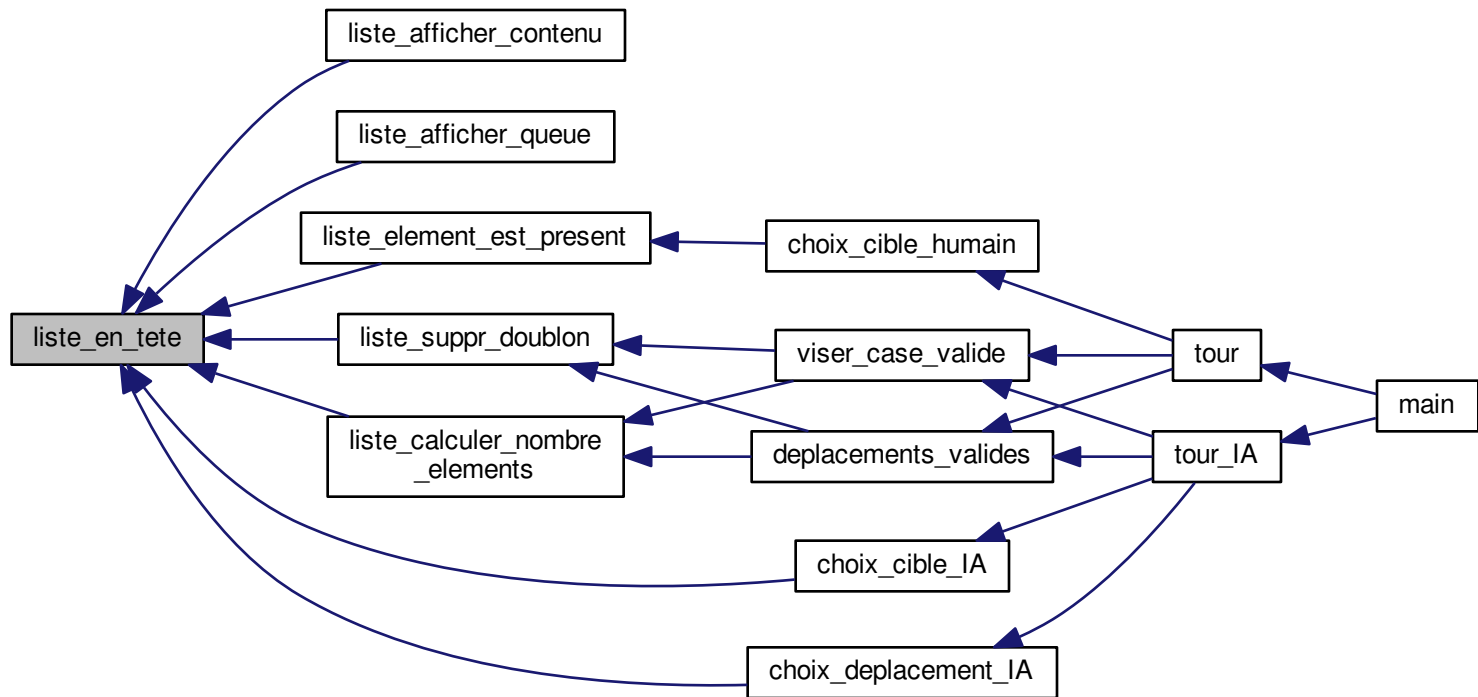 liste_afficher_contenu
liste_afficher_queue
liste_element_est_present
choix_cible_humain
liste_en_tete
liste_suppr_doublon
viser_case_valide
tour
main
liste_calculer_nombre
_elements
deplacements_valides
tour_IA
choix_cible_IA
choix_deplacement_IA